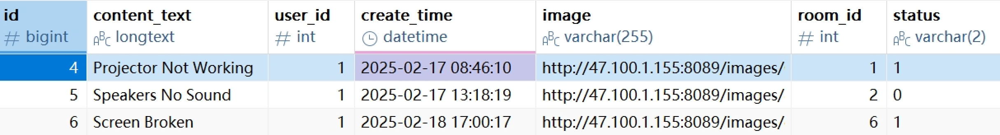 id content_text user_id create_time image room_id status
# bigint ABC longtext # int datetime ABC varchar(255) # int ABC varchar(2)
4 Projector Not Working 1 2025-02-17 08:46:10 http://47.100.1.155:8089/images/ 1 1
5 Speakers No Sound 1 2025-02-17 13:18:19 http://47.100.1.155:8089/images/ 2 0
6 Screen Broken 1 2025-02-18 17:00:17 http://47.100.1.155:8089/images/ 6 1